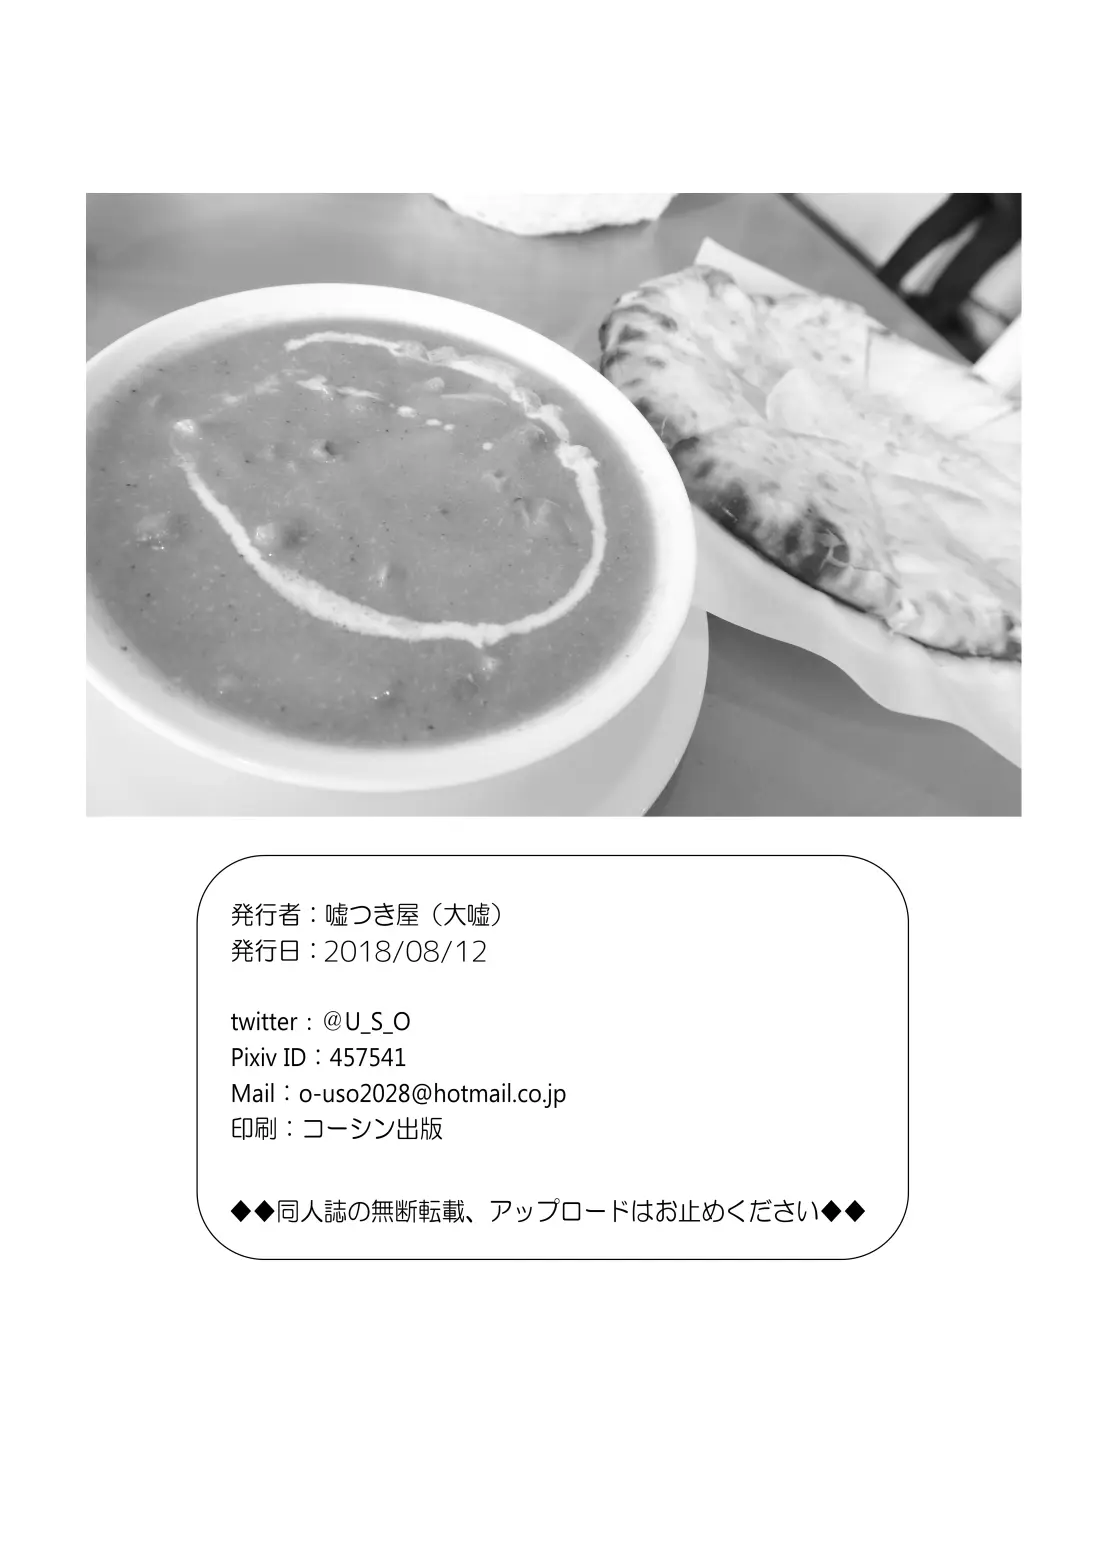 発行者：嘘つき屋（大嘘）
発行日：2018/08/12
twitter：＠U_S_O
Pixiv ID：457541
Mail：o-uso2028@hotmail.co.jp
印刷：コーシン出版
◆◆同人誌の無断転載、アップロードはお止めください◆◆